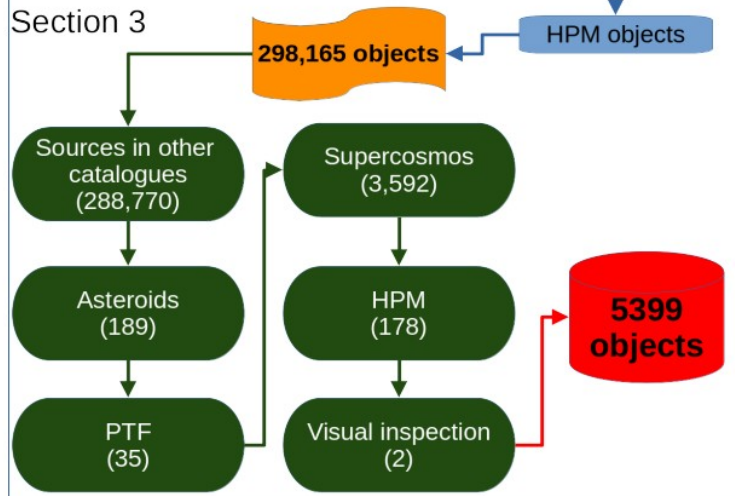 Section 3
HPM objects
298,165 objects
Sources in other
catalogues
(288,770)
Asteroids
(189)
PTF
(35)
Supercosmos
(3,592)
HPM
(178)
Visual inspection
(2)
5399
objects